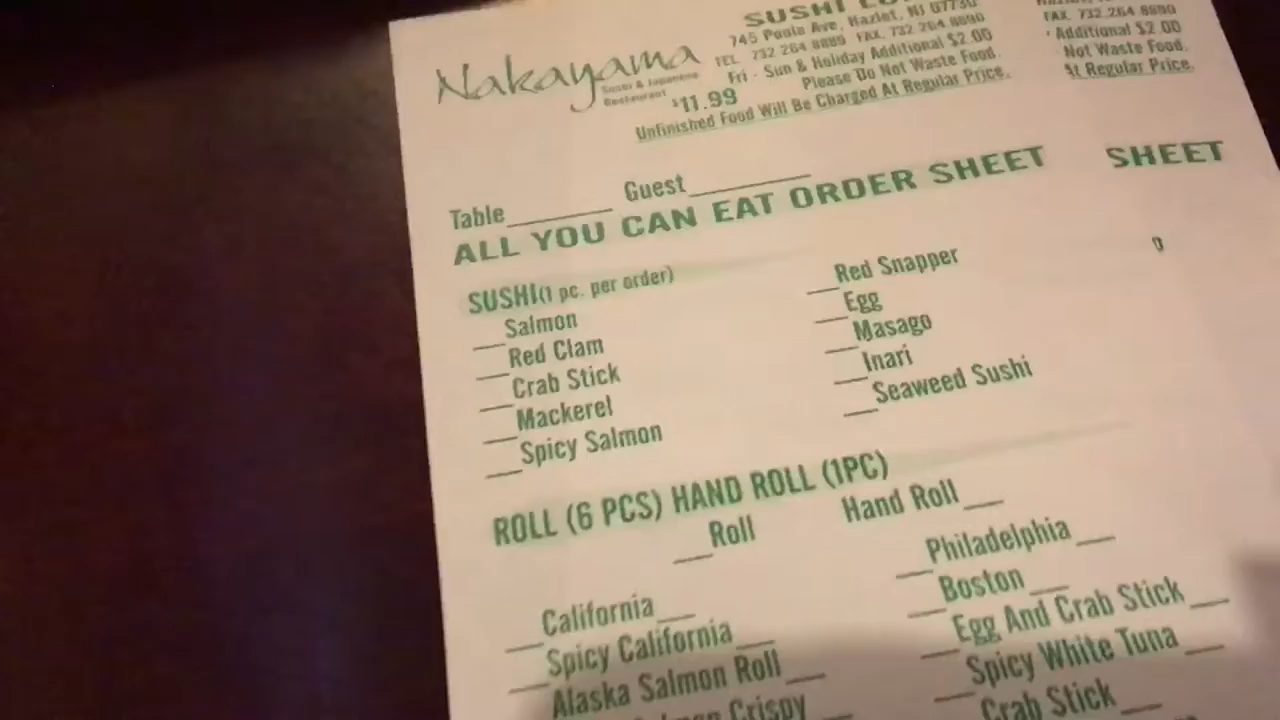 Nakayama
Sushi & Japanese
Restaurant
SUSHI
745 Poole Ave, Hazlet, NJ 07730
TEL 732 264 8889 FAX. 732 264 8890
Fri - Sun & Holiday Additional $2.00
$11.99 Please Do Not Waste Food.
Unfinished Food Will Be Charged At Regular Price.
FAX. 732 264 8890
Additional $2.00
Not Waste Food.
At Regular Price.
Table Guest
ALL YOU CAN EAT ORDER SHEET
SHEET
SUSHI(1 pc. per order)
Salmon
Red Clam
Crab Stick
Mackerel
Spicy Salmon
Red Snapper
Egg
Masago
Inari
Seaweed Sushi
ROLL (6 PCS) HAND ROLL (1PC)
Roll Hand Roll
California
Spicy California
Alaska Salmon Roll
Crispy
Philadelphia
Boston
Egg And Crab Stick
Spicy White Tuna
Crab Stick